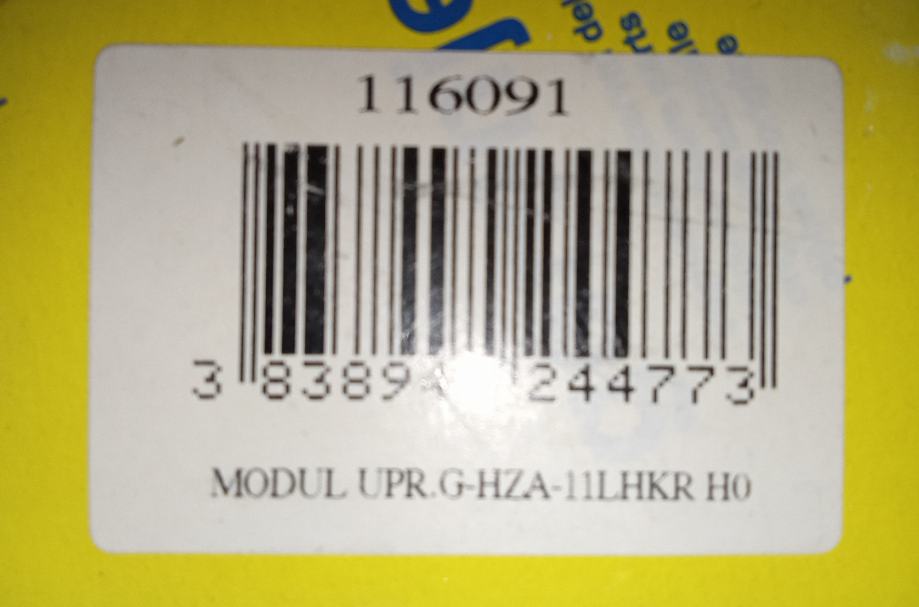 116091
3 8389 244773
MODUL UPR.G-HZA-11LHKR H0